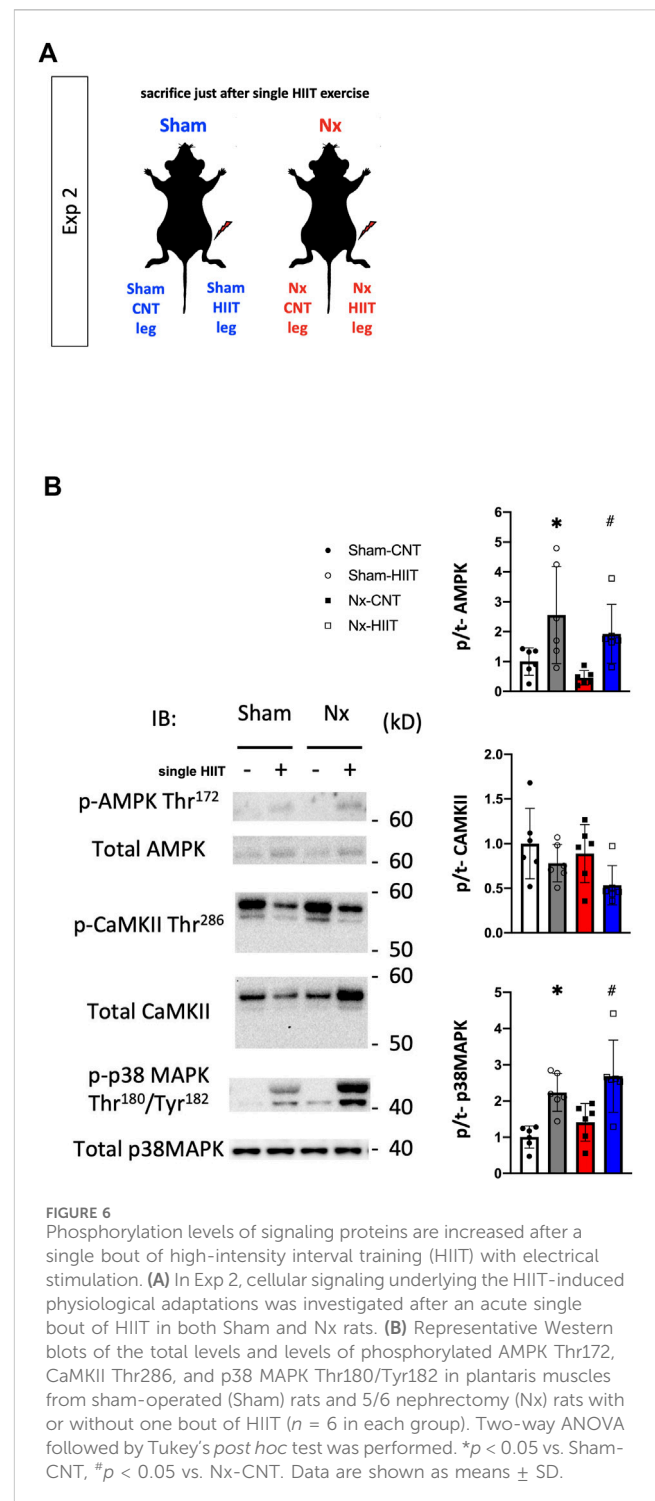 A
sacrifice just after single HIIT exercise
Exp 2
Sham
Nx
Sham CNT leg
Sham HIIT leg
Nx CNT leg
Nx HIIT leg
B
Sham-CNT
Sham-HIIT
Nx-CNT
Nx-HIIT
p/t- AMPK
6
5
4
3
2
1
0
*
#
IB:
Sham
Nx
(kD)
single HIIT
- + - +
p-AMPK Thr172
- 60
Total AMPK
- 60
- 60
p-CaMKII Thr286
- 50
- 60
Total CaMKII
- 50
p-p38 MAPK
Thr180/Tyr182
- 40
Total p38MAPK
- 40
p/t- CAMKII
2.0
1.5
1.0
0.5
0.0
p/t- p38MAPK
5
4
3
2
1
0
*
#
FIGURE 6
Phosphorylation levels of signaling proteins are increased after a
single bout of high-intensity interval training (HIIT) with electrical
stimulation. (A) In Exp 2, cellular signaling underlying the HIIT-induced
physiological adaptations was investigated after an acute single
bout of HIIT in both Sham and Nx rats. (B) Representative Western
blots of the total levels and levels of phosphorylated AMPK Thr172,
CaMKII Thr286, and p38 MAPK Thr180/Tyr182 in plantaris muscles
from sham-operated (Sham) rats and 5/6 nephrectomy (Nx) rats with
or without one bout of HIIT (n = 6 in each group). Two-way ANOVA
followed by Tukey's post hoc test was performed. *p < 0.05 vs. Sham-
CNT, #p < 0.05 vs. Nx-CNT. Data are shown as means ± SD.